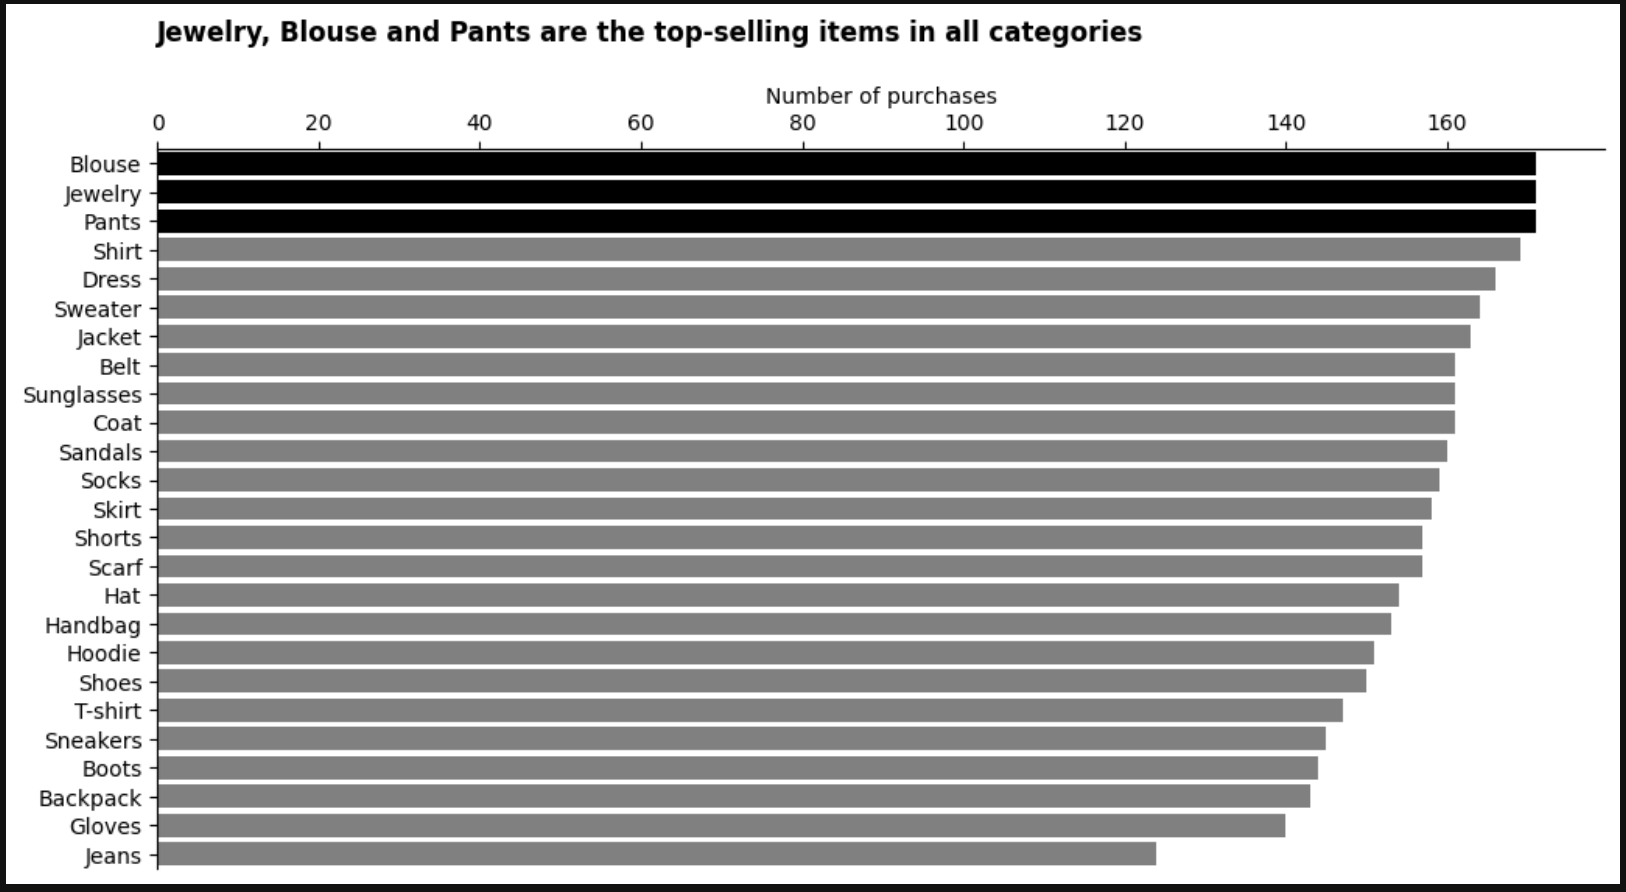 Jewelry, Blouse and Pants are the top-selling items in all categories
Number of purchases
0 20 40 60 80 100 120 140 160
Blouse
Jewelry
Pants
Shirt
Dress
Sweater
Jacket
Belt
Sunglasses
Coat
Sandals
Socks
Skirt
Shorts
Scarf
Hat
Handbag
Hoodie
Shoes
T-shirt
Sneakers
Boots
Backpack
Gloves
Jeans